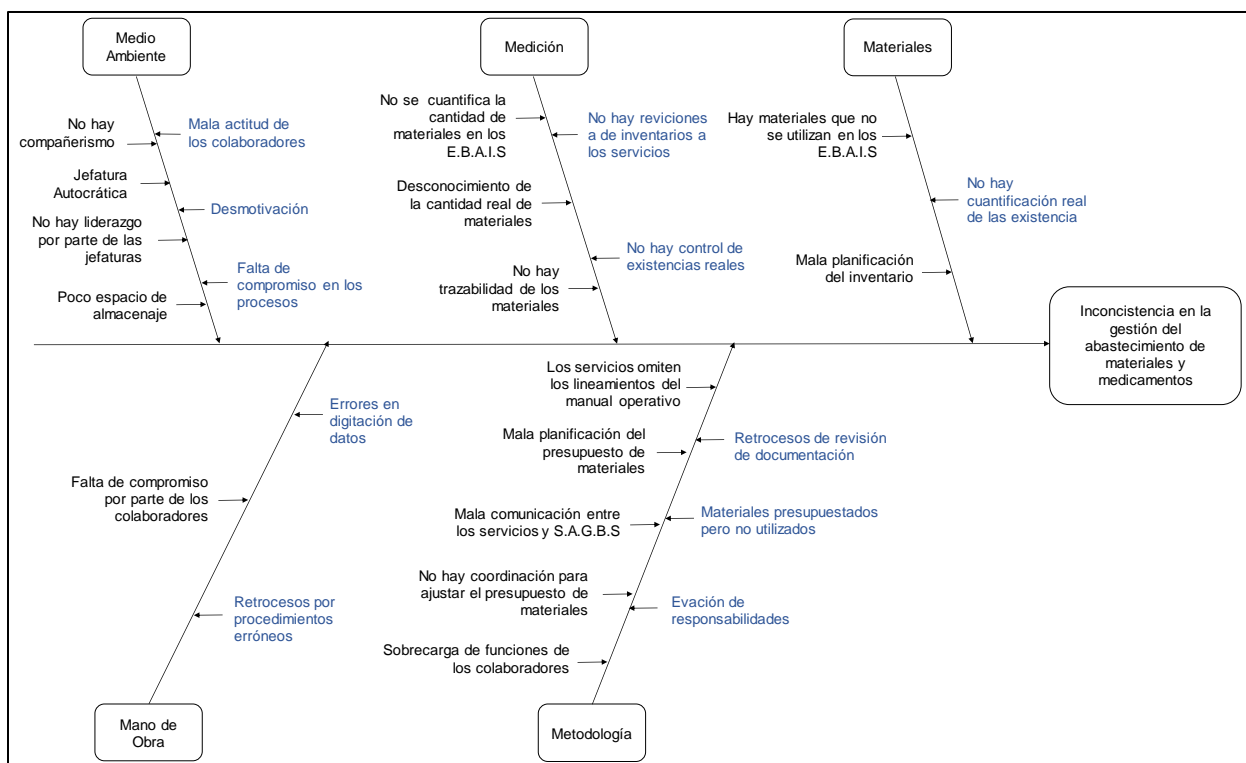 Medio
Ambiente
No hay
compañerismo
Mala actitud de
los colaboradores
Jefatura
Autocrática
Desmotivación
No hay liderazgo
por parte de las
jefaturas
Falta de
compromiso en los
procesos
Poco espacio de
almacenaje
Medición
No se cuantifica la
cantidad de
materiales en los
E.B.A.I.S
No hay reviciones
a de inventarios a
los servicios
Desconocimiento de
la cantidad real de
materiales
No hay control de
existencias reales
No hay
trazabilidad de los
materiales
Materiales
Hay materiales que no
se utilizan en los
E.B.A.I.S
No hay
cuantificación real
de las existencia
Mala planificación
del inventario
Inconcistencia en la
gestión del
abastecimiento de
materiales y
medicamentos
Errores en
digitación de
datos
Falta de compromiso
por parte de los
colaboradores
Retrocesos por
procedimientos
erróneos
Mano de
Obra
Los servicios omiten
los lineamientos del
manual operativo
Mala planificación del
presupuesto de
materiales
Retrocesos de revisión
de documentación
Mala comunicación entre
los servicios y S.A.G.B.S
Materiales presupuestados
pero no utilizados
No hay coordinación para
ajustar el presupuesto de
materiales
Evación de
responsabilidades
Sobrecarga de funciones de
los colaboradores
Metodología